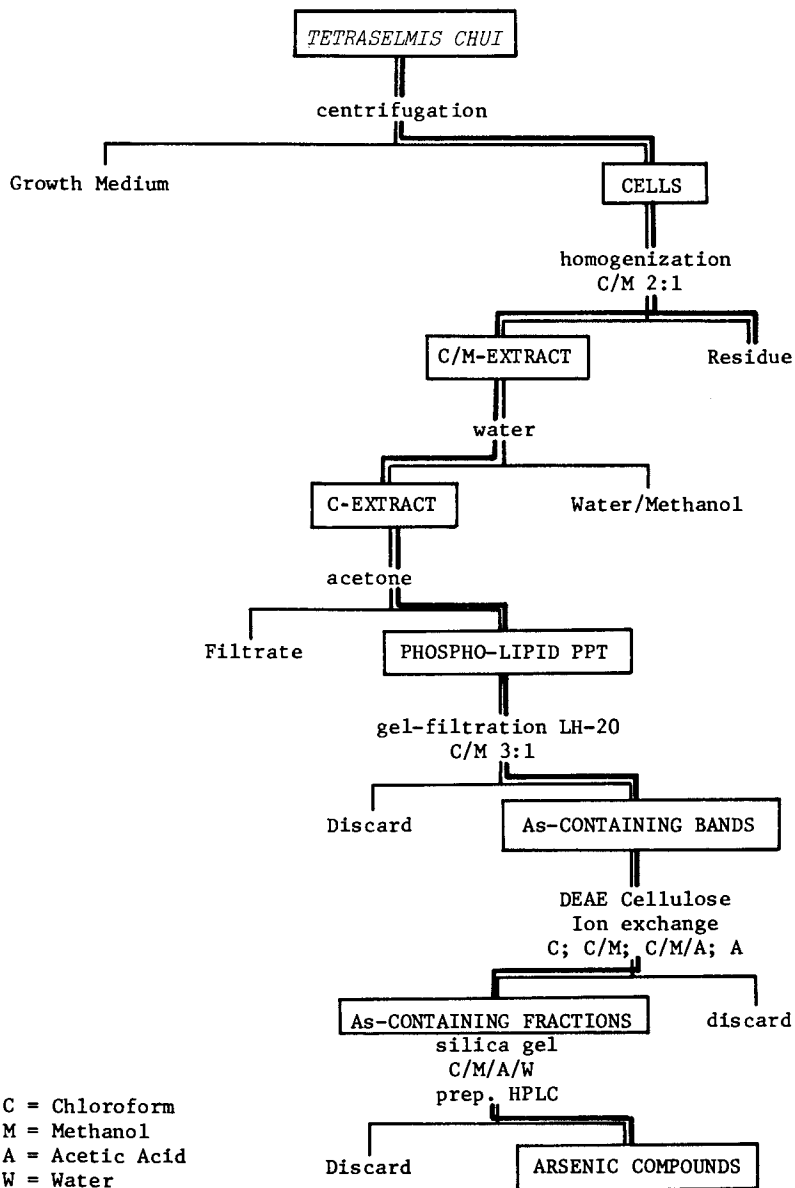 TETRASELMIS CHUI
centrifugation
Growth Medium
CELLS
homogenization
C/M 2:1
C/M-EXTRACT
Residue
water
C-EXTRACT
Water/Methanol
acetone
Filtrate
PHOSPHO-LIPID PPT
gel-filtration LH-20
C/M 3:1
Discard
As-CONTAINING BANDS
DEAE Cellulose
Ion exchange
C; C/M; C/M/A; A
As-CONTAINING FRACTIONS
discard
silica gel
C/M/A/W
prep. HPLC
C = Chloroform
M = Methanol
A = Acetic Acid
W = Water
Discard
ARSENIC COMPOUNDS